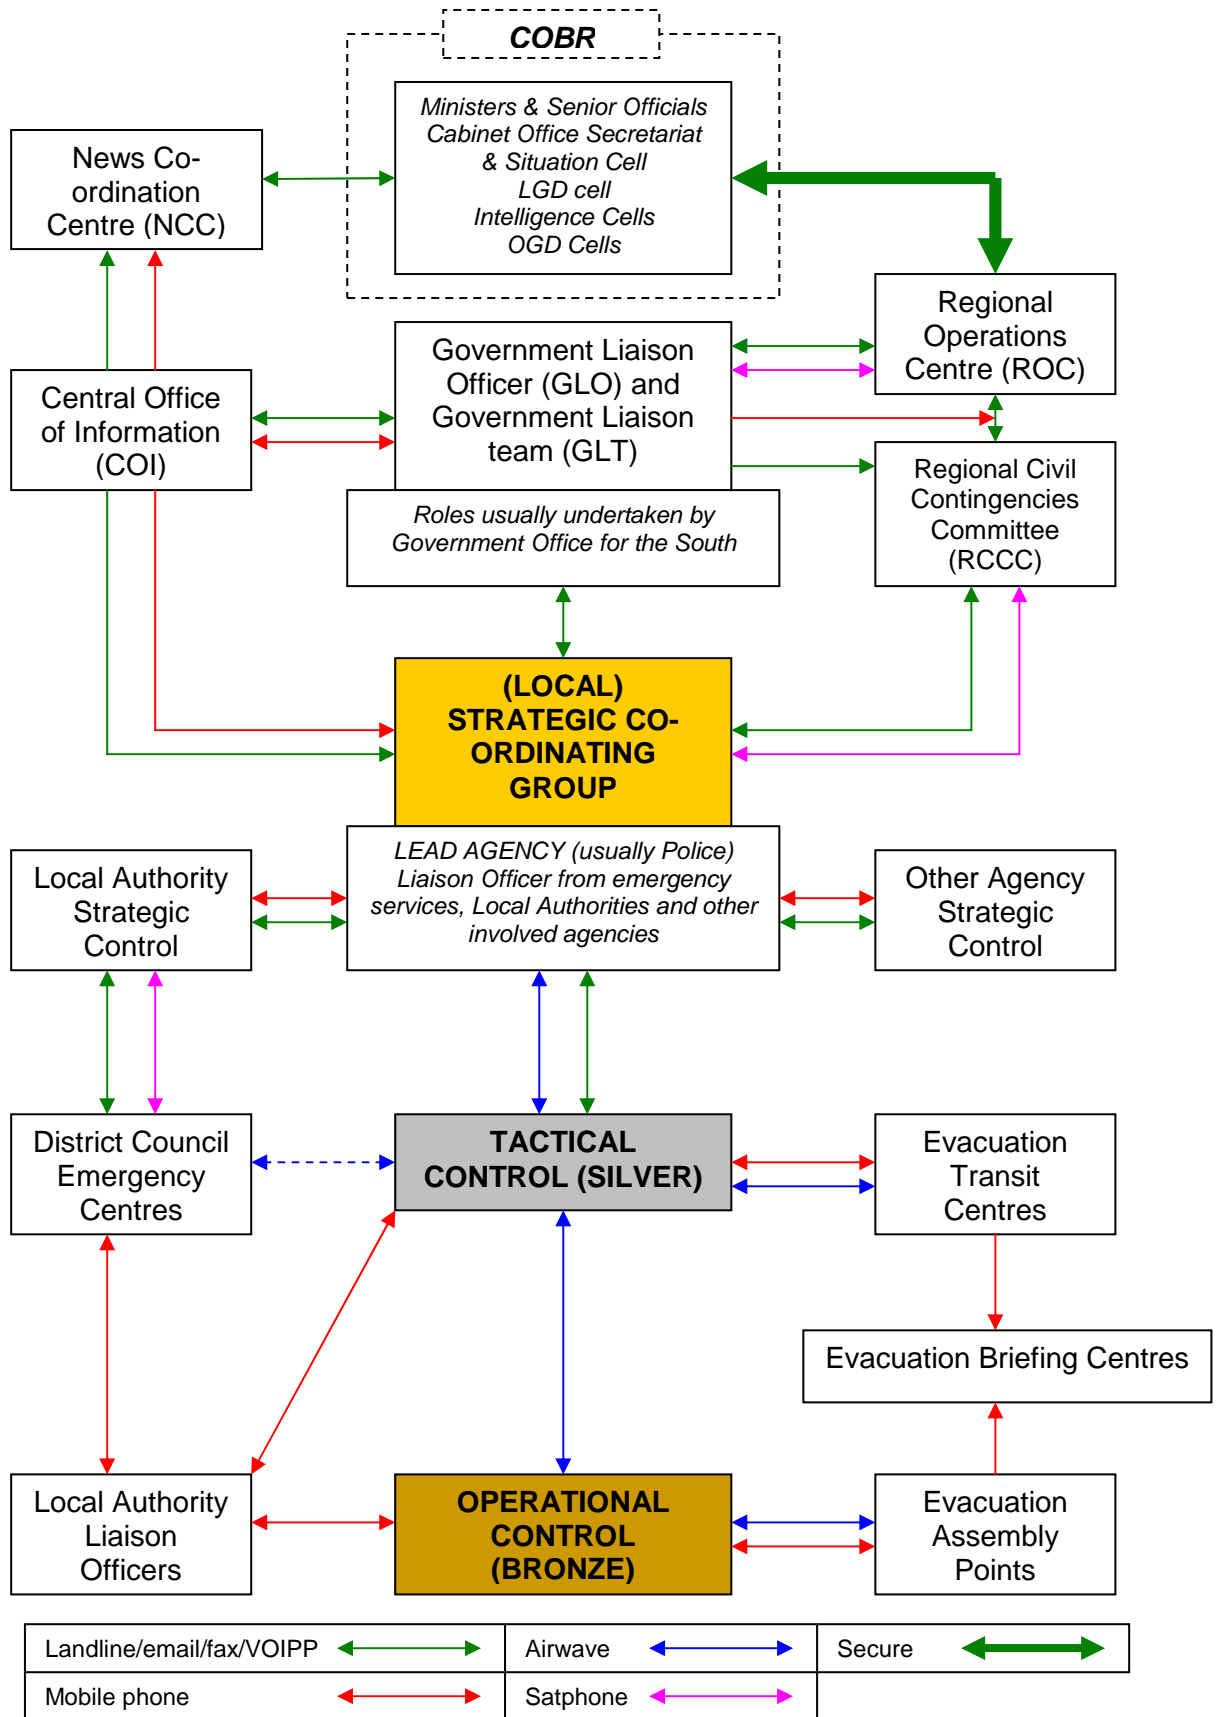 COBR
Ministers & Senior Officials
Cabinet Office Secretariat
& Situation Cell
LGD cell
Intelligence Cells
OGD Cells
News Co-
ordination
Centre (NCC)
Regional
Operations
Centre (ROC)
Government Liaison
Officer (GLO) and
Government Liaison
team (GLT)
Central Office
of Information
(COI)
Regional Civil
Contingencies
Committee
(RCCC)
Roles usually undertaken by
Government Office for the South
(LOCAL)
STRATEGIC CO-
ORDINATING
GROUP
LEAD AGENCY (usually Police)
Liaison Officer from emergency
services, Local Authorities and other
involved agencies
Local Authority
Strategic
Control
Other Agency
Strategic
Control
District Council
Emergency
Centres
TACTICAL
CONTROL (SILVER)
Evacuation
Transit
Centres
Evacuation Briefing Centres
Local Authority
Liaison
Officers
OPERATIONAL
CONTROL
(BRONZE)
Evacuation
Assembly
Points
Landline/email/fax/VOIPP
Airwave
Secure
Mobile phone
Satphone